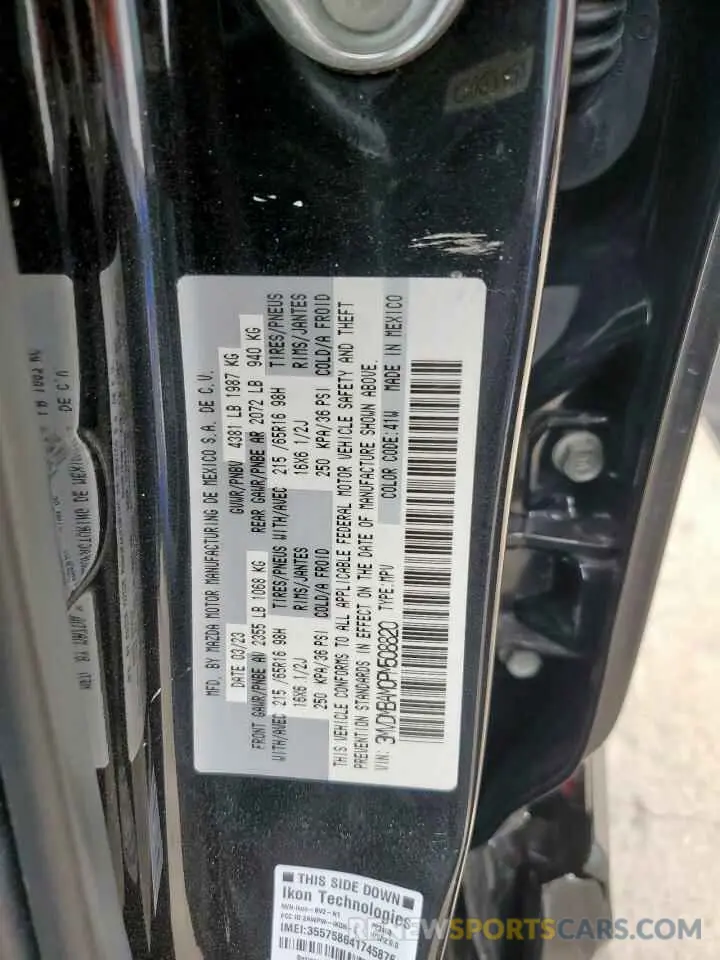 MFD. BY MAZDA MOTOR MANUFACTURING DE MEXICO S.A. DE C.V.
DATE 03/23 GVWR/PNBV 4381 LB 1987 KG
FRONT GAWR/PNBE AV 2355 LB 1068 KG REAR GAWR/PNBE AR 2072 LB 940 KG
WITH/AVEC 215 /65R16 98H TIRES/PNEUS WITH/AVEC 215 /65R16 98H TIRES/PNEUS
16X6 1/2J RIMS/JANTES 16X6 1/2J RIMS/JANTES
250 KPA/36 PSI COLD/A FROID 250 KPA/36 PSI COLD/A FROID
THIS VEHICLE CONFORMS TO ALL APPLICABLE FEDERAL MOTOR VEHICLE SAFETY AND THEFT
PREVENTION STANDARDS IN EFFECT ON THE DATE OF MANUFACTURE SHOWN ABOVE.
VIN: 3MVDMBAM0PM508820 TYPE:MPV COLOR CODE:41W MADE IN MEXICO
■ THIS SIDE DOWN ■
Ikon Technologies
IMEI:355758641745876
RENEWUSEDCARS.COM